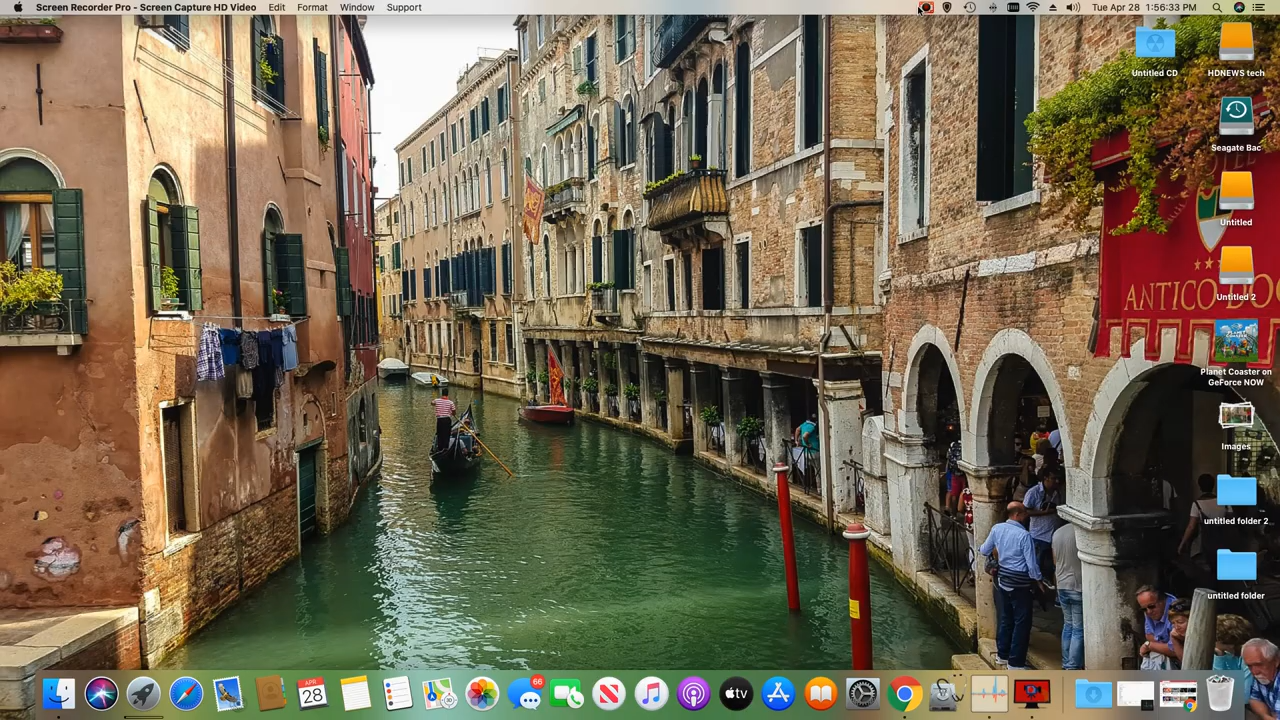 Screen Recorder Pro - Screen Capture HD Video Edit Format Window Support Tue Apr 28 1:56:33 PM
Untitled CD
HDNEWS tech
Seagate Bac
Untitled
Untitled 2
ANTICO
Planet Coaster on
GeForce NOW
Images
untitled folder 2
untitled folder
APR
28
66
tv